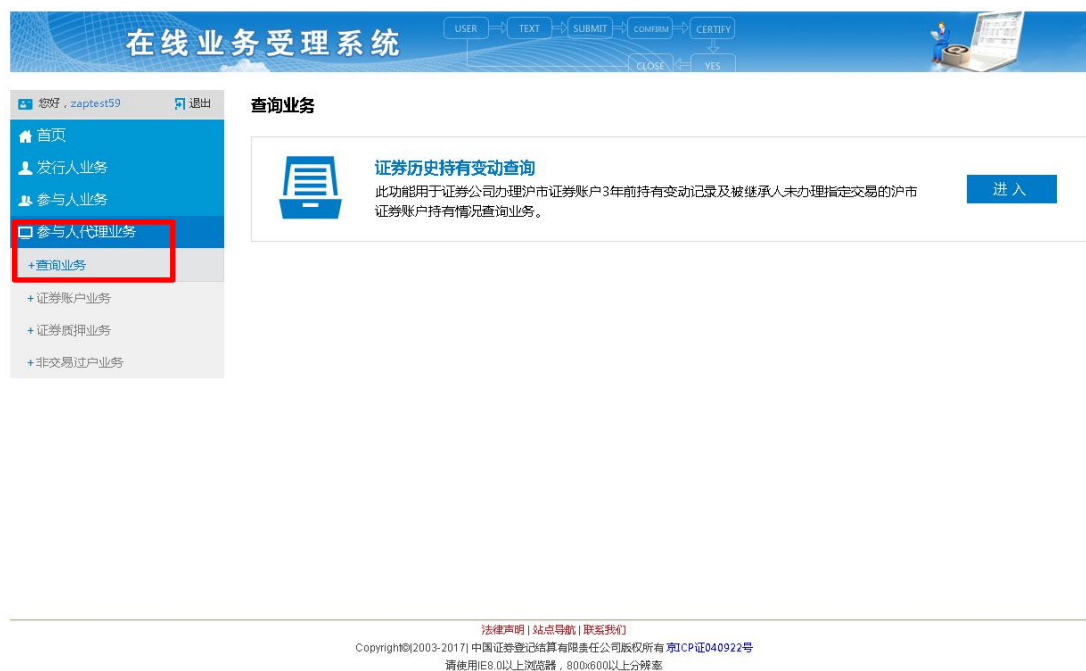 在线业务受理系统
USER TEXT SUBMIT CONFIRM CERTIFY
CLOSE YES
您好，zaptest59 退出
首页
发行人业务
参与人业务
参与人代理业务
+查询业务
+证券账户业务
+证券质押业务
+非交易过户业务
查询业务
证券历史持有变动查询
此功能用于证券公司办理沪市证券账户3年前持有变动记录及被继承人未办理指定交易的沪市
证券账户持有情况查询业务。
进入
法律声明|站点导航|联系我们
Copyright©|2003-2017|中国证券登记结算有限责任公司版权所有 京ICP证040922号
请使用IE8.0以上浏览器，800x600以上分辨率